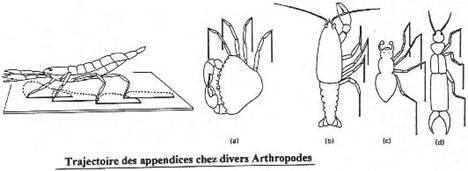 (a) (b) (c) (d)
Trajectoire des appendices chez divers Arthropodes